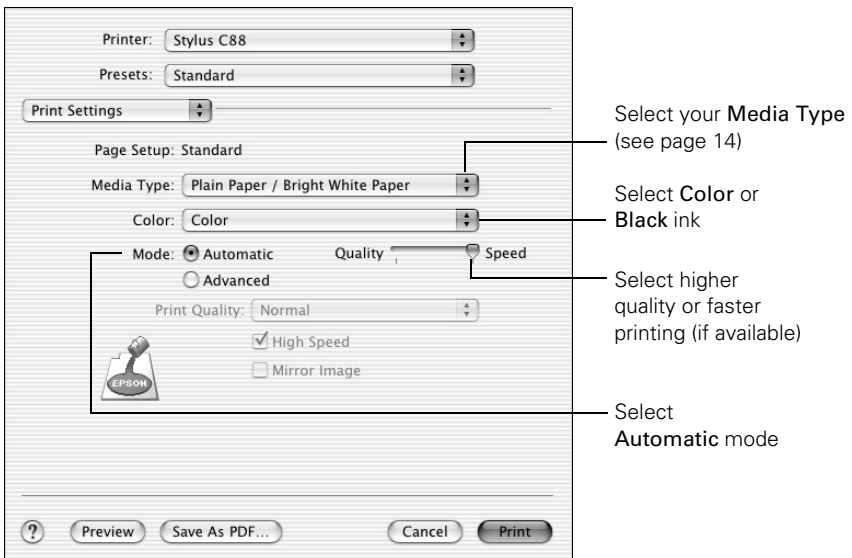 Printer: Stylus C88
Presets: Standard
Print Settings
Page Setup: Standard
Media Type: Plain Paper / Bright White Paper
Color: Color
Mode: Automatic Quality Speed
Advanced
Print Quality: Normal
High Speed
Mirror Image
EPSON
? Preview Save As PDF... Cancel Print
Select your Media Type
(see page 14)
Select Color or
Black ink
Select higher
quality or faster
printing (if available)
Select
Automatic mode